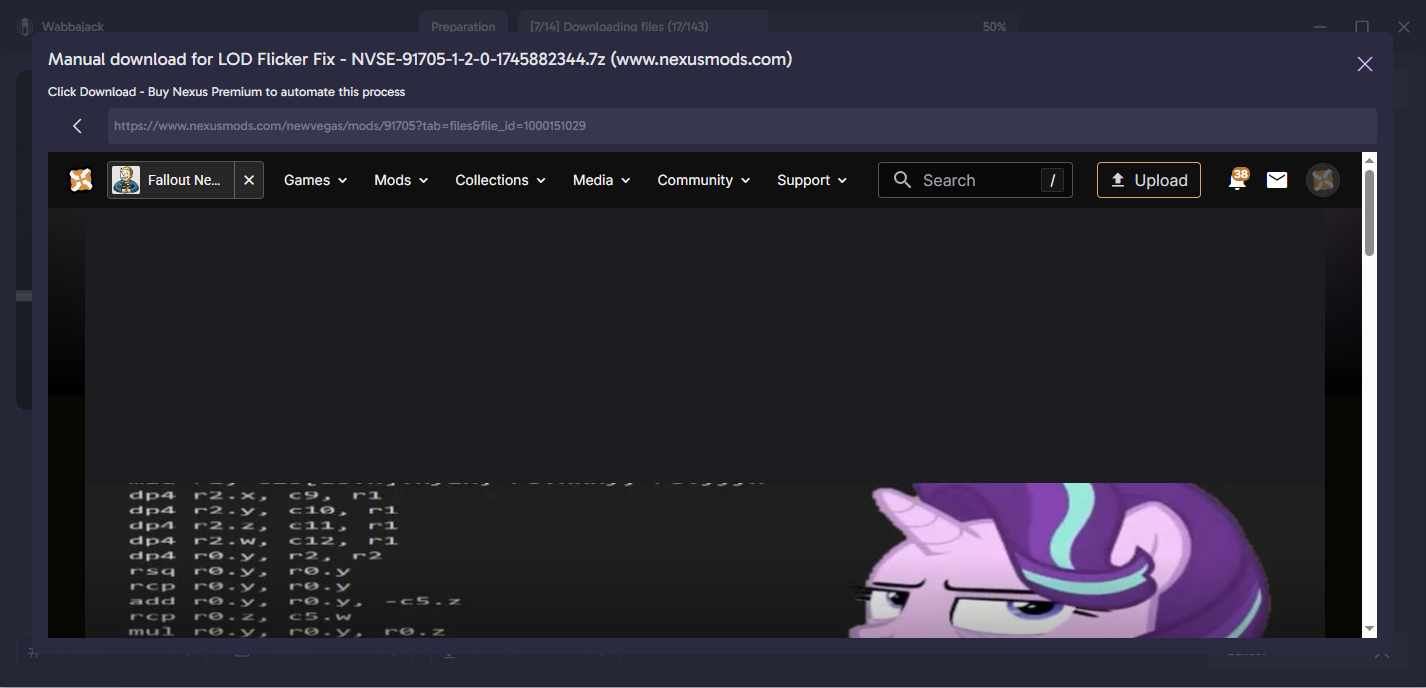 Wabbajack
Preparation
[7/14] Downloading files (17/143)
50%
Manual download for LOD Flicker Fix - NVSE-91705-1-2-0-1745882344.7z (www.nexusmods.com)
Click Download - Buy Nexus Premium to automate this process
https://www.nexusmods.com/newvegas/mods/91705?tab=files&file_id=1000151029
Fallout Ne...
Games
Mods
Collections
Media
Community
Support
Search
/
Upload
38
dp4 r2.x, c9, r1
dp4 r2.y, c10, r1
dp4 r2.z, c11, r1
dp4 r2.w, c12, r1
dp4 r0.y, r2, r2
rsq r0.y, r0.y
rcp r0.y, r0.y
add r0.y, r0.y, -c5.z
rcp r0.z, c5.w
mul r0.y, r0.y, r0.z